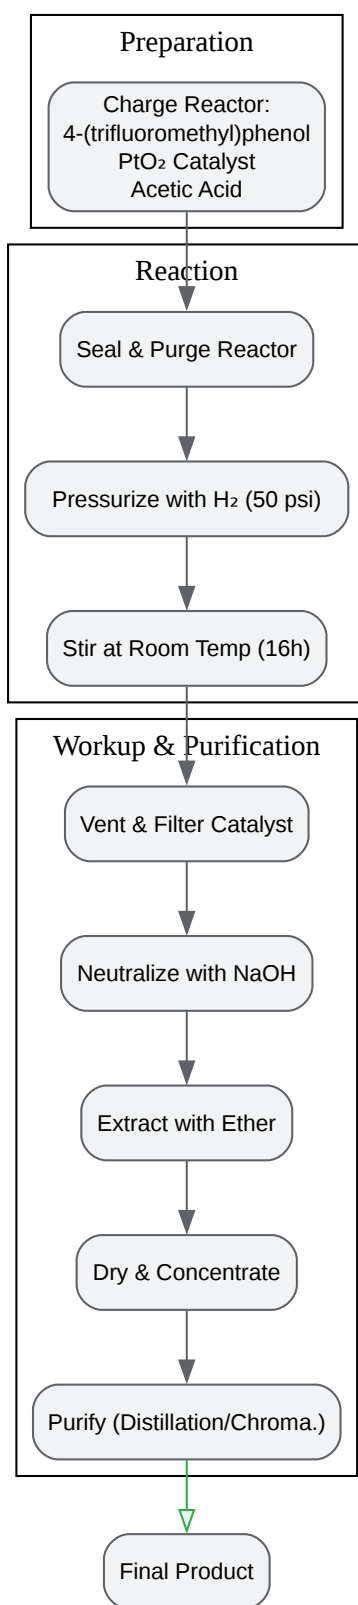 Preparation
Charge Reactor:
4-(trifluoromethyl)phenol
PtO₂ Catalyst
Acetic Acid
Reaction
Seal & Purge Reactor
Pressurize with H₂ (50 psi)
Stir at Room Temp (16h)
Workup & Purification
Vent & Filter Catalyst
Neutralize with NaOH
Extract with Ether
Dry & Concentrate
Purify (Distillation/Chroma.)
Final Product